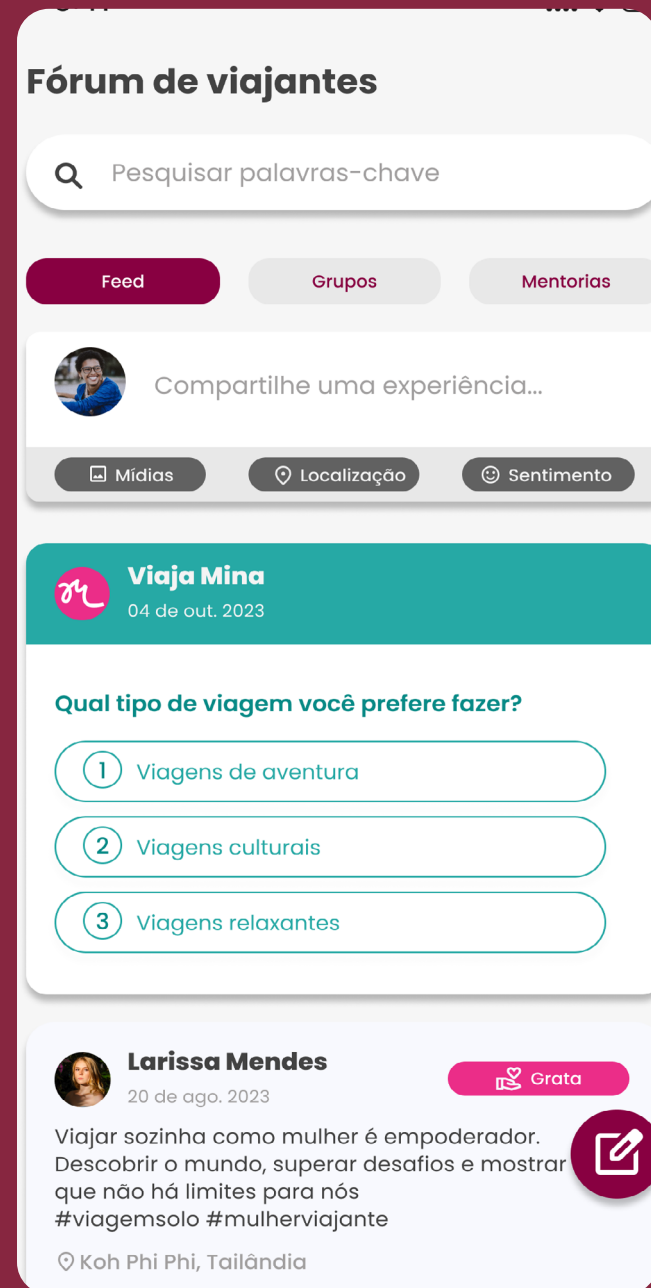 Fórum de viajantes
Pesquisar palavras-chave
Feed
Grupos
Mentorias
Compartilhe uma experiência...
Mídias
Localização
Sentimento
Viaja Mina
04 de out. 2023
Qual tipo de viagem você prefere fazer?
1 Viagens de aventura
2 Viagens culturais
3 Viagens relaxantes
Larissa Mendes
20 de ago. 2023
Grata
Viajar sozinha como mulher é empoderador.
Descobrir o mundo, superar desafios e mostrar
que não há limites para nós
#viagemsolo #mulherviajante
Koh Phi Phi, Tailândia